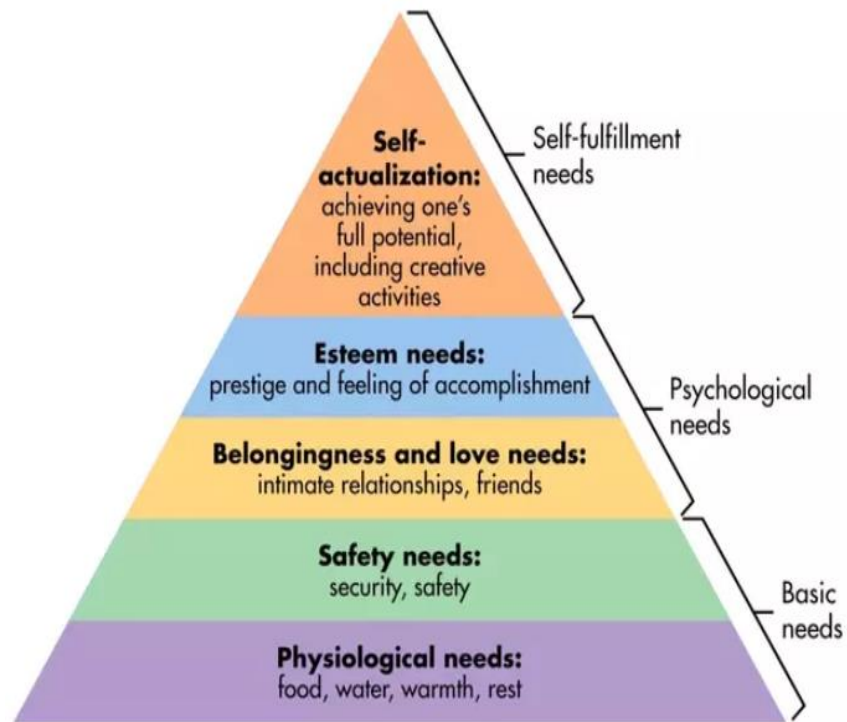 Self-
actualization:
achieving one's
full potential,
including creative
activities
Self-fulfillment
needs
Esteem needs:
prestige and feeling of accomplishment
Psychological
needs
Belongingness and love needs:
intimate relationships, friends
Safety needs:
security, safety
Basic
needs
Physiological needs:
food, water, warmth, rest